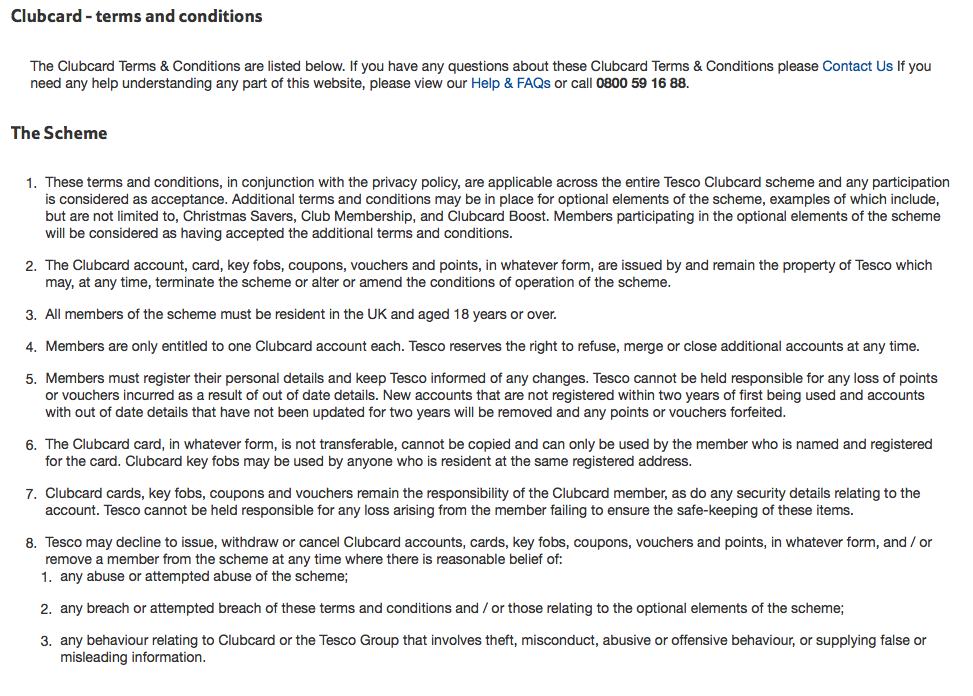 Clubcard - terms and conditions
The Clubcard Terms & Conditions are listed below. If you have any questions about these Clubcard Terms & Conditions please Contact Us If you
need any help understanding any part of this website, please view our Help & FAQs or call 0800 59 16 88.
The Scheme
1. These terms and conditions, in conjunction with the privacy policy, are applicable across the entire Tesco Clubcard scheme and any participation
is considered as acceptance. Additional terms and conditions may be in place for optional elements of the scheme, examples of which include,
but are not limited to, Christmas Savers, Club Membership, and Clubcard Boost. Members participating in the optional elements of the scheme
will be considered as having accepted the additional terms and conditions.
2. The Clubcard account, card, key fobs, coupons, vouchers and points, in whatever form, are issued by and remain the property of Tesco which
may, at any time, terminate the scheme or alter or amend the conditions of operation of the scheme.
3. All members of the scheme must be resident in the UK and aged 18 years or over.
4. Members are only entitled to one Clubcard account each. Tesco reserves the right to refuse, merge or close additional accounts at any time.
5. Members must register their personal details and keep Tesco informed of any changes. Tesco cannot be held responsible for any loss of points
or vouchers incurred as a result of out of date details. New accounts that are not registered within two years of first being used and accounts
with out of date details that have not been updated for two years will be removed and any points or vouchers forfeited.
6. The Clubcard card, in whatever form, is not transferable, cannot be copied and can only be used by the member who is named and registered
for the card. Clubcard key fobs may be used by anyone who is resident at the same registered address.
7. Clubcard cards, key fobs, coupons and vouchers remain the responsibility of the Clubcard member, as do any security details relating to the
account. Tesco cannot be held responsible for any loss arising from the member failing to ensure the safe-keeping of these items.
8. Tesco may decline to issue, withdraw or cancel Clubcard accounts, cards, key fobs, coupons, vouchers and points, in whatever form, and / or
remove a member from the scheme at any time where there is reasonable belief of:
1. any abuse or attempted abuse of the scheme;
2. any breach or attempted breach of these terms and conditions and / or those relating to the optional elements of the scheme;
3. any behaviour relating to Clubcard or the Tesco Group that involves theft, misconduct, abusive or offensive behaviour, or supplying false or
misleading information.